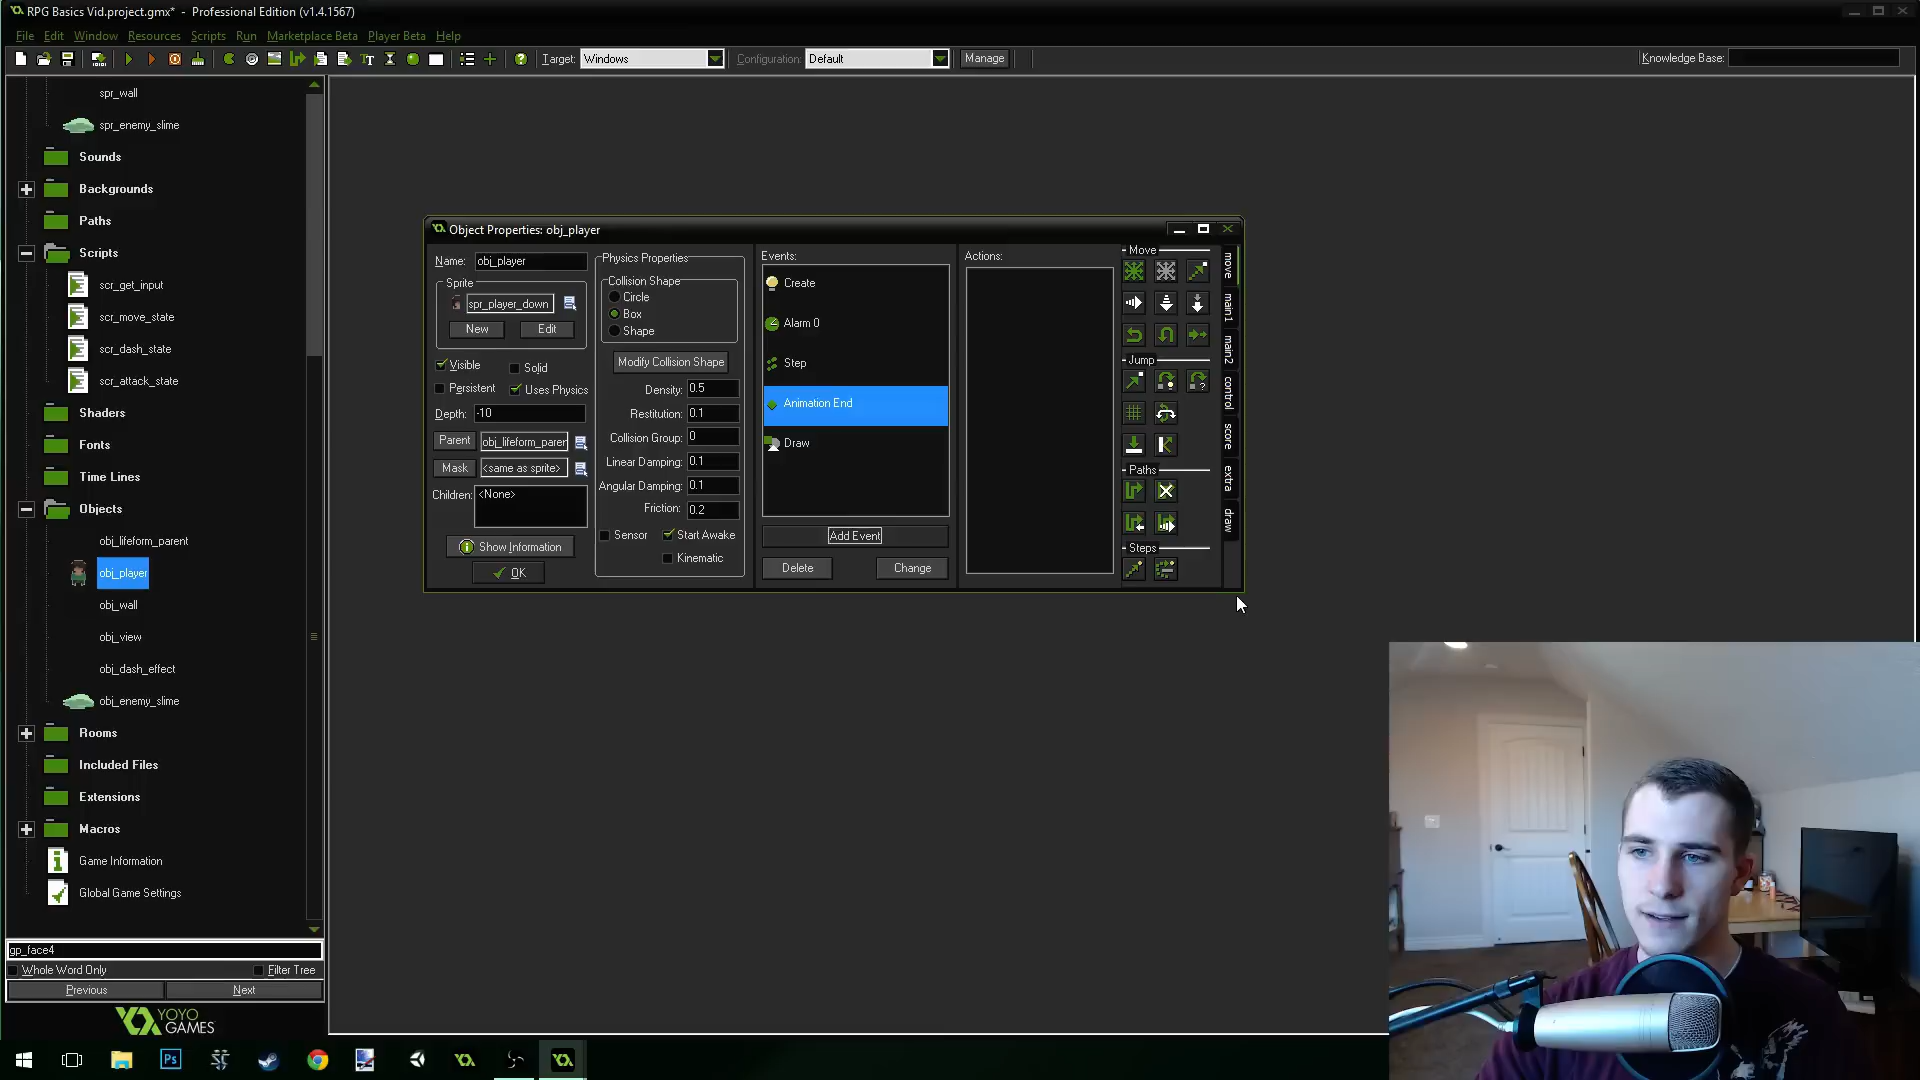 RPG Basics Vid.project.gmx* - Professional Edition (v1.4.1567)
File Edit Window Resources Scripts Run Marketplace Beta Player Beta Help
Target: Windows Configuration: Default Manage Knowledge Base:
spr_wall
spr_enemy_slime
Sounds
Backgrounds
Paths
Scripts
scr_get_input
scr_move_state
scr_dash_state
scr_attack_state
Shaders
Fonts
Time Lines
Objects
obj_lifeform_parent
obj_player
obj_wall
obj_view
obj_dash_effect
obj_enemy_slime
Rooms
Included Files
Extensions
Macros
Game Information
Global Game Settings
gp_face4
Whole Word Only Filter Tree
Previous Next
YOYO
GAMES
Object Properties: obj_player
Name: obj_player
Sprite
spr_player_down
New Edit
Visible Solid
Persistent Uses Physics
Depth: -10
Parent obj_lifeform_paren
Mask <same as sprite>
Children: <None>
Show Information
OK
Physics Properties
Collision Shape
Circle
Box
Shape
Modify Collision Shape
Density: 0.5
Restitution: 0.1
Collision Group: 0
Linear Damping: 0.1
Angular Damping: 0.1
Friction: 0.2
Sensor Start Awake
Kinematic
Events:
Create
Alarm 0
Step
Animation End
Draw
Add Event
Delete Change
Actions:
Move
Jump
Paths
Steps
move
main1
main2
control
score
extra
draw
Ps